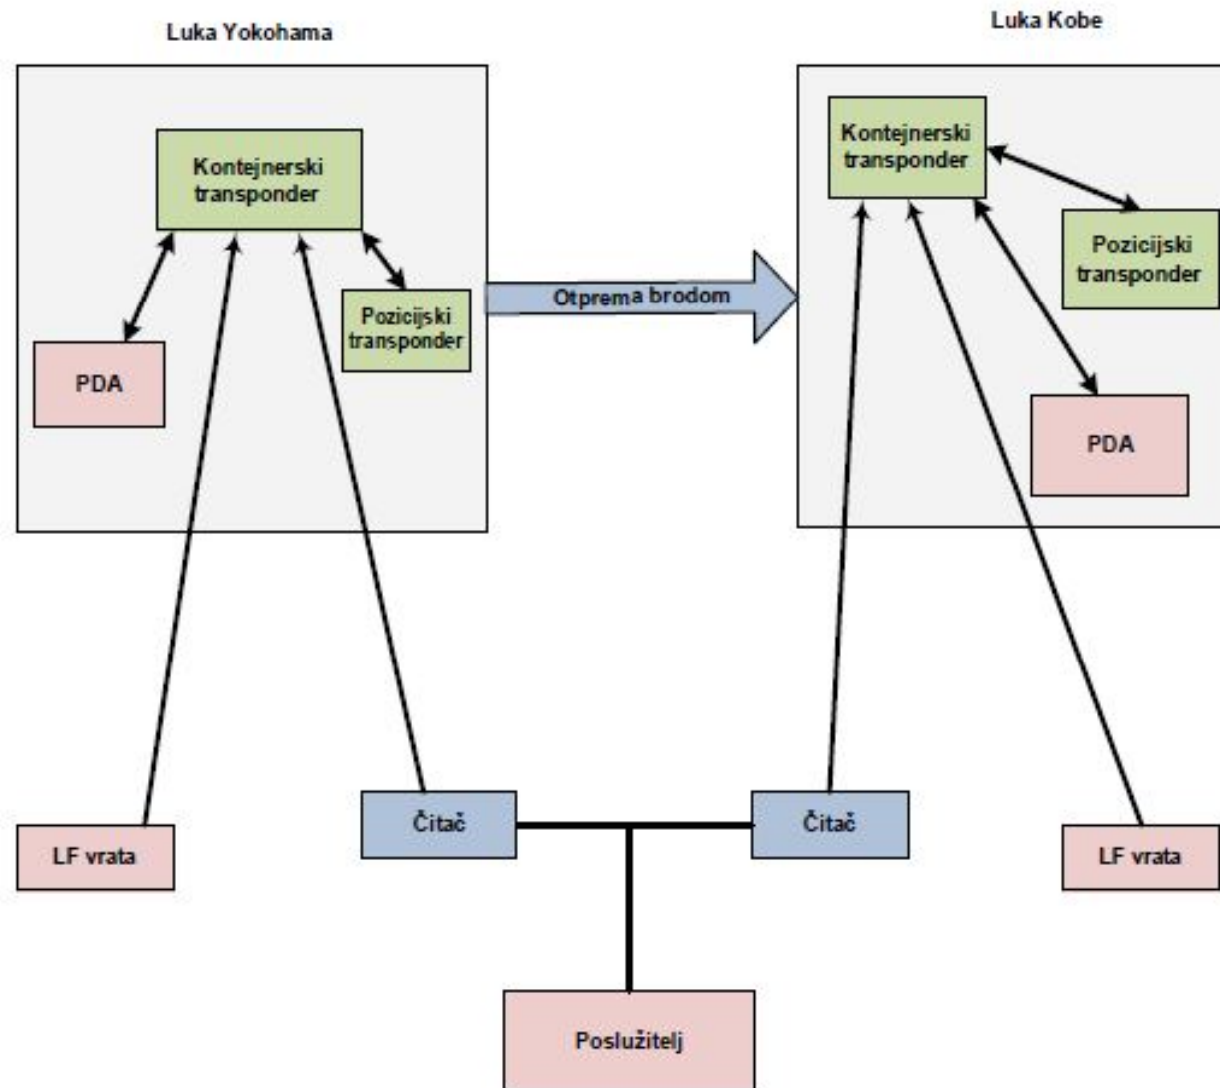 Luka Yokohama
Kontejnerski
transponder
Pozicijski
transponder
PDA
Otprema brodom
Luka Kobe
Kontejnerski
transponder
Pozicijski
transponder
PDA
LF vrata
Čitač
Čitač
LF vrata
Poslužitelj